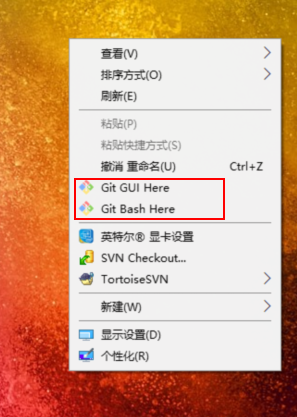 查看(V)
排序方式(O)
刷新(E)
粘贴(P)
粘贴快捷方式(S)
撤消 重命名(U) Ctrl+Z
Git GUI Here
Git Bash Here
英特尔® 显卡设置
SVN Checkout...
TortoiseSVN
新建(W)
显示设置(D)
个性化(R)